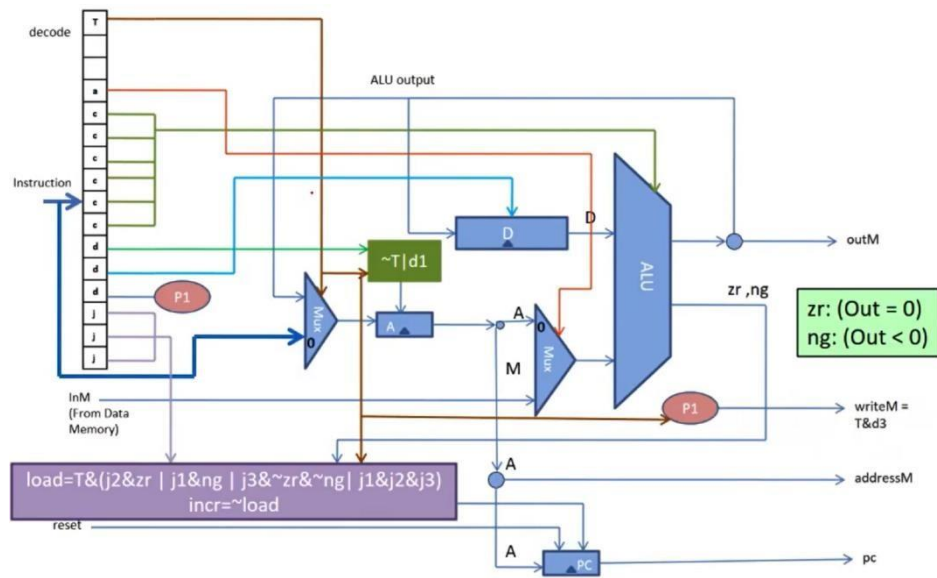 decode
T
a
c
c
c
c
c
c
d
d
d
j
j
j
Instruction
ALU output
D
D
~T|d1
P1
Mux
0
A
A
0
Mux
M
ALU
outM
zr ,ng
zr: (Out = 0)
ng: (Out < 0)
InM
(From Data
Memory)
P1
writeM =
T&d3
load=T&(j2&zr | j1&ng | j3&~zr&~ng| j1&j2&j3)
incr=~load
A
addressM
reset
A
PC
pc